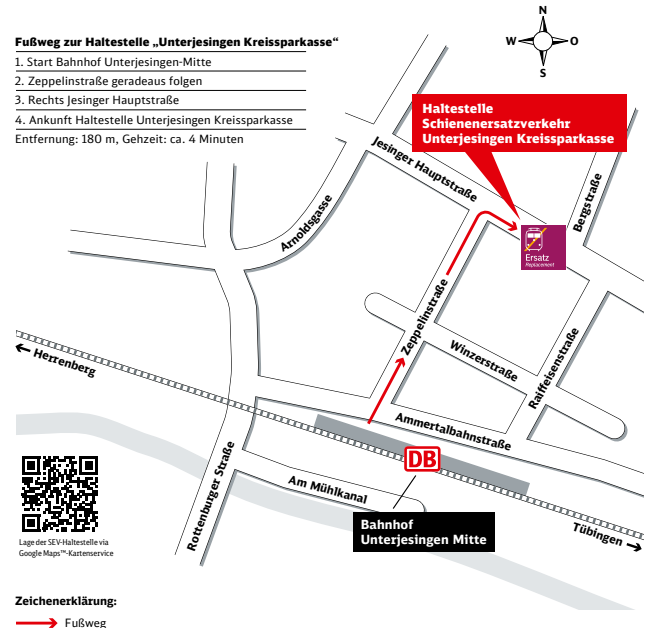 Fußweg zur Haltestelle „Unterjesingen Kreissparkasse“
1. Start Bahnhof Unterjesingen-Mitte
2. Zeppelinstraße geradeaus folgen
3. Rechts Jesinger Hauptstraße
4. Ankunft Haltestelle Unterjesingen Kreissparkasse
Entfernung: 180 m, Gehzeit: ca. 4 Minuten
N
W
O
S
Haltestelle
Schienenersatzverkehr
Unterjesingen Kreissparkasse
Jesinger Hauptstraße
Bergstraße
Arnoldsgasse
Ersatz
Replacement
Zeppelinstraße
Winzerstraße
Raiffeisenstraße
← Herrenberg
Ammertalbahnstraße
DB
Rottenburger Straße
Am Mühlkanal
Bahnhof
Unterjesingen Mitte
Tübingen →
Lage der SEV-Haltestelle via
Google Maps™-Kartenservice
Zeichenerklärung:
Fußweg